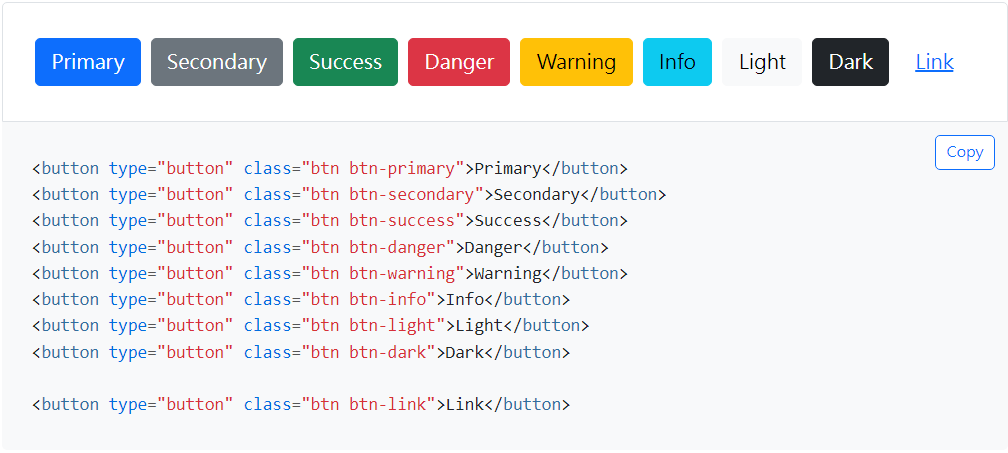 Primary Secondary Success Danger Warning Info Light Dark Link
Copy
<button type="button" class="btn btn-primary">Primary</button>
<button type="button" class="btn btn-secondary">Secondary</button>
<button type="button" class="btn btn-success">Success</button>
<button type="button" class="btn btn-danger">Danger</button>
<button type="button" class="btn btn-warning">Warning</button>
<button type="button" class="btn btn-info">Info</button>
<button type="button" class="btn btn-light">Light</button>
<button type="button" class="btn btn-dark">Dark</button>
<button type="button" class="btn btn-link">Link</button>